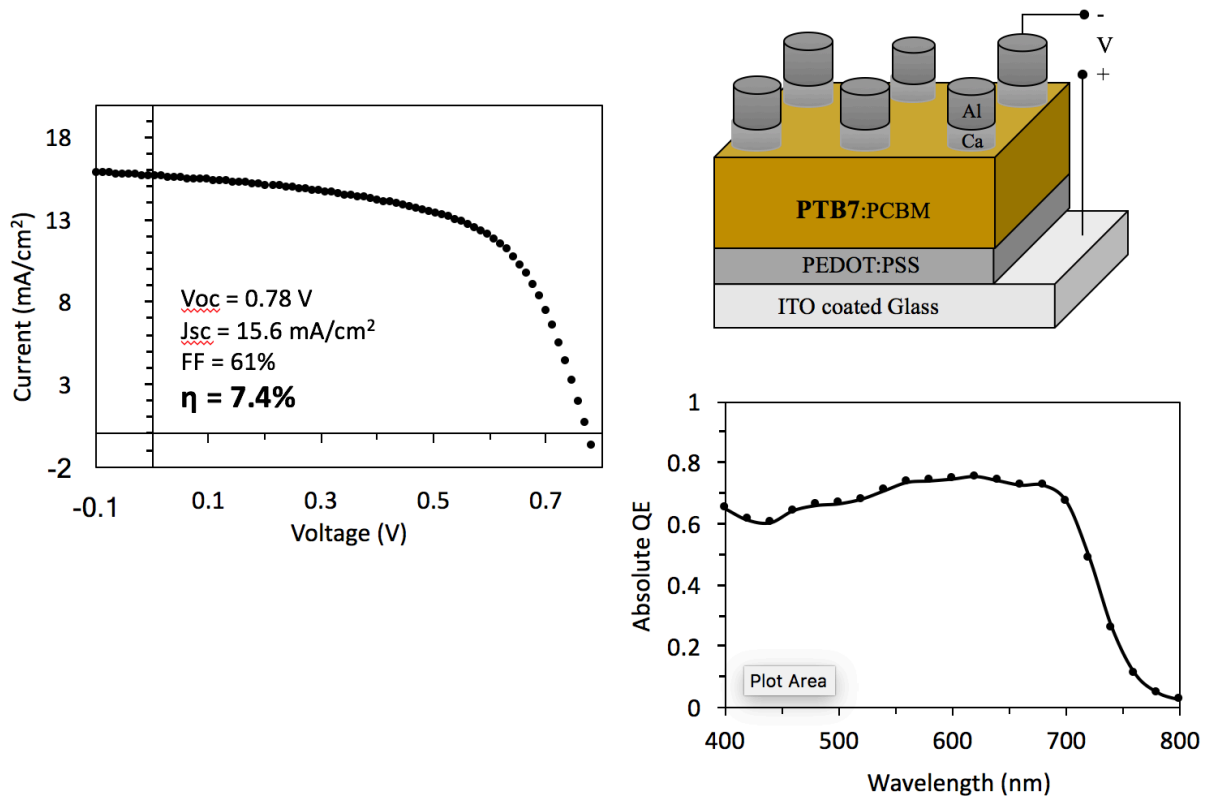 18
13
8
3
-2
Current (mA/cm²)
Voc = 0.78 V
Jsc = 15.6 mA/cm²
FF = 61%
η = 7.4%
-0.1
0.1
0.3
0.5
0.7
Voltage (V)
-
V
+
Al
Ca
PTB7:PCBM
PEDOT:PSS
ITO coated Glass
1
0.8
0.6
0.4
0.2
0
Absolute QE
Plot Area
400
500
600
700
800
Wavelength (nm)